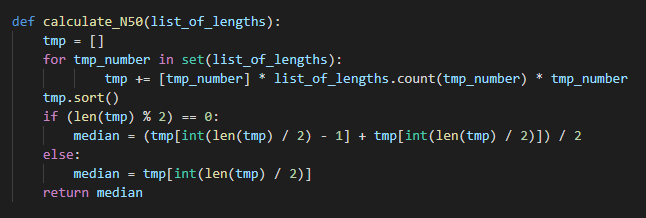 def calculate_N50(list_of_lengths):
    tmp = []
    for tmp_number in set(list_of_lengths):
            tmp += [tmp_number] * list_of_lengths.count(tmp_number) * tmp_number
    tmp.sort()
    if (len(tmp) % 2) == 0:
        median = (tmp[int(len(tmp) / 2) - 1] + tmp[int(len(tmp) / 2)]) / 2
    else:
        median = tmp[int(len(tmp) / 2)]
    return median